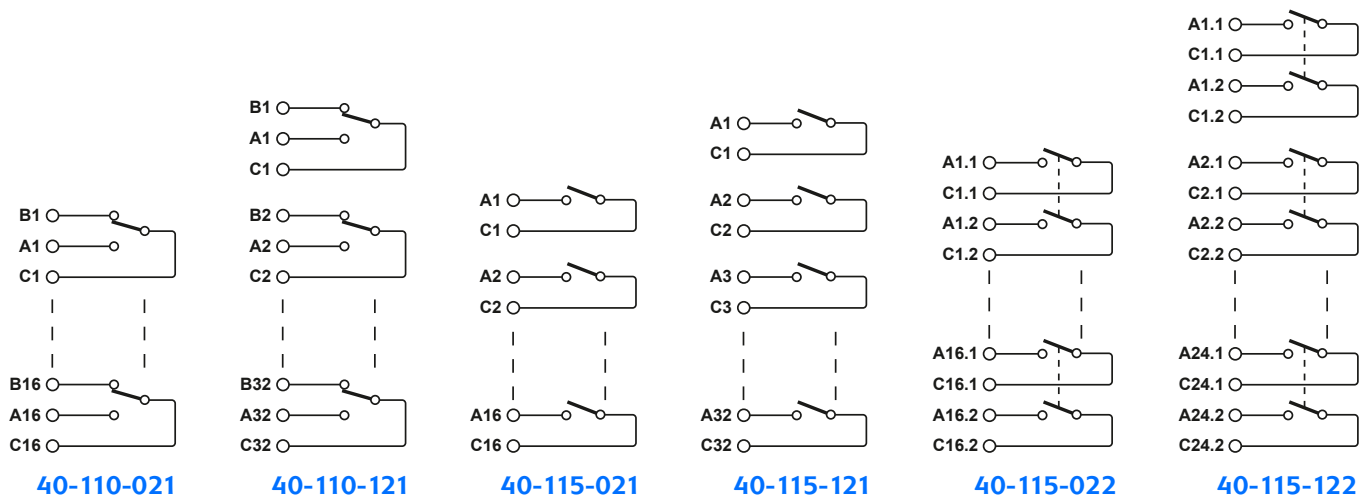 B1
A1
C1
B16
A16
C16
40-110-021
B1
A1
C1
B2
A2
C2
B32
A32
C32
40-110-121
A1
C1
A2
C2
A16
C16
40-115-021
A1
C1
A2
C2
A3
C3
A32
C32
40-115-121
A1.1
C1.1
A1.2
C1.2
A16.1
C16.1
A16.2
C16.2
40-115-022
A1.1
C1.1
A1.2
C1.2
A2.1
C2.1
A2.2
C2.2
A24.1
C24.1
A24.2
C24.2
40-115-122